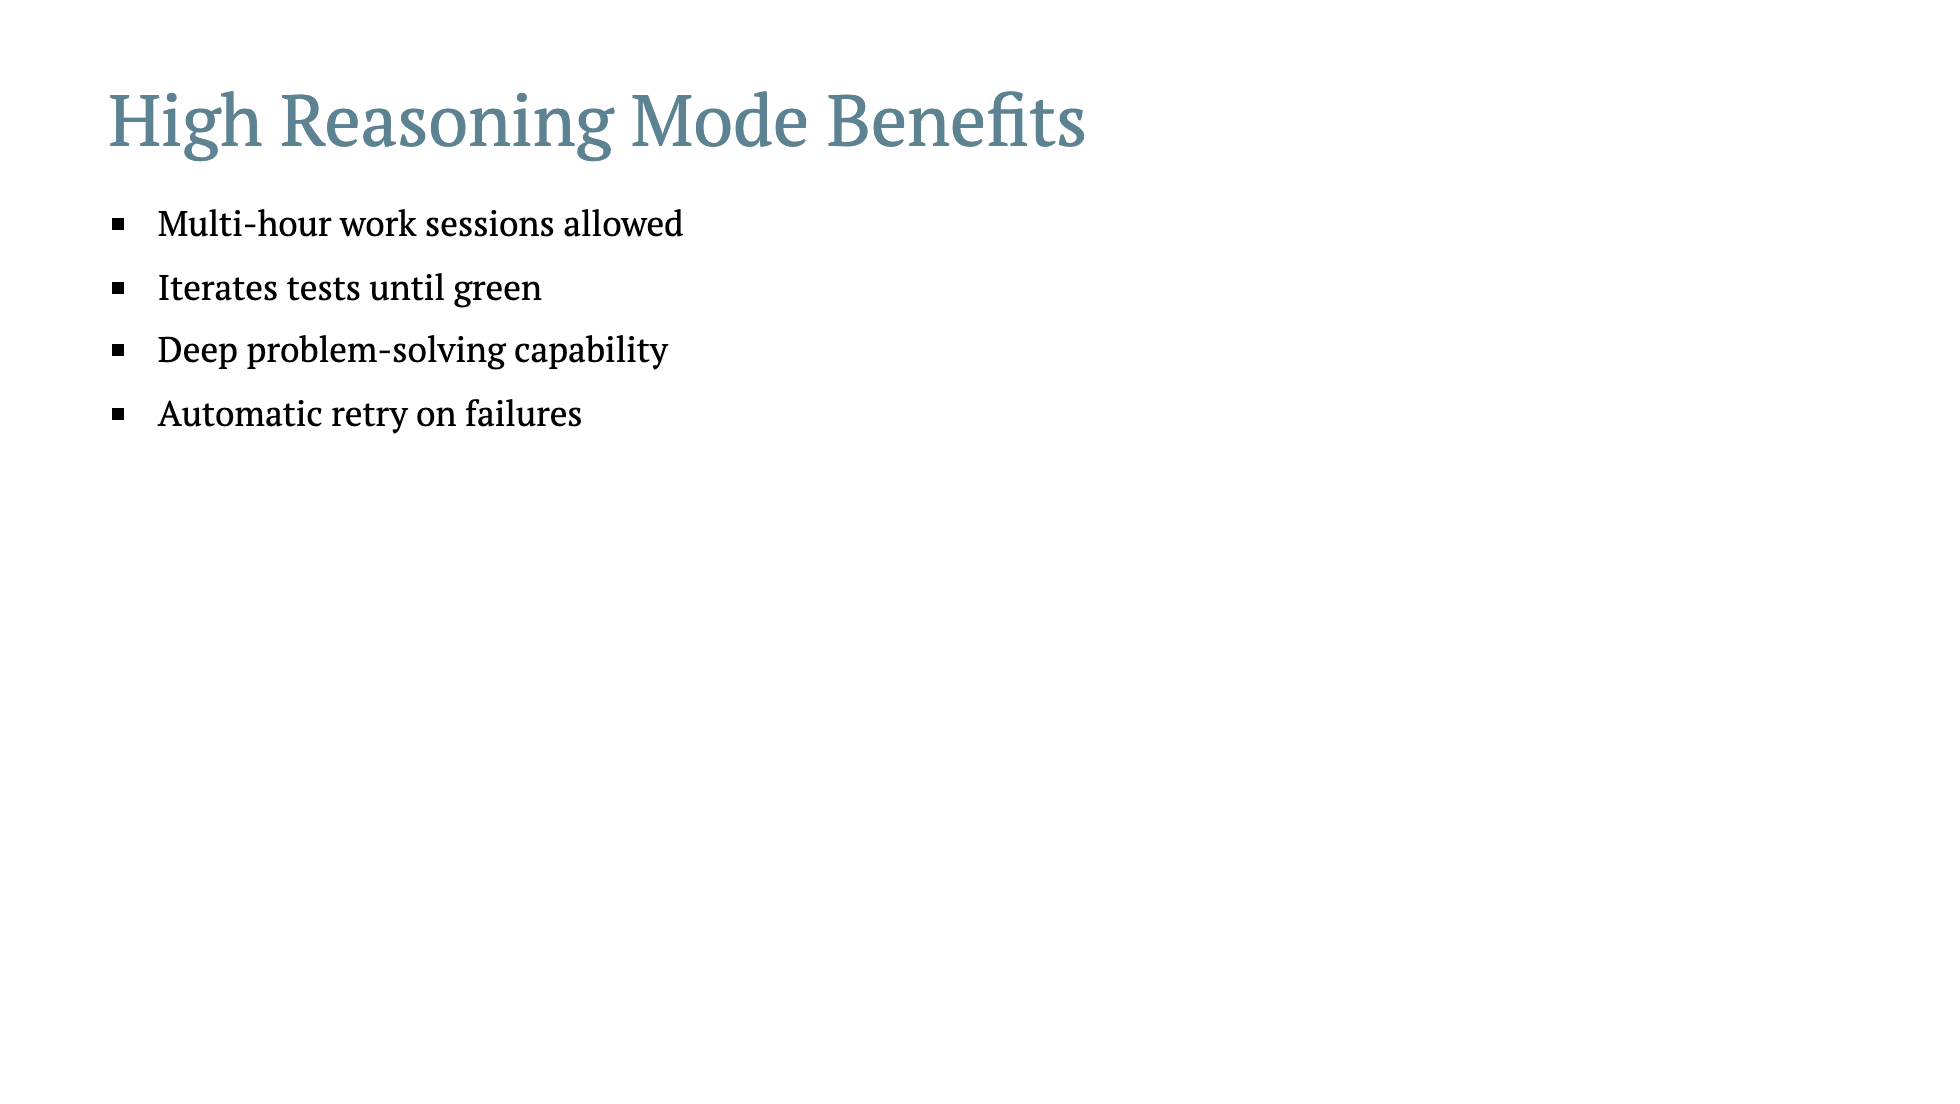 High Reasoning Mode Benefits
▪ Multi-hour work sessions allowed
▪ Iterates tests until green
▪ Deep problem-solving capability
▪ Automatic retry on failures